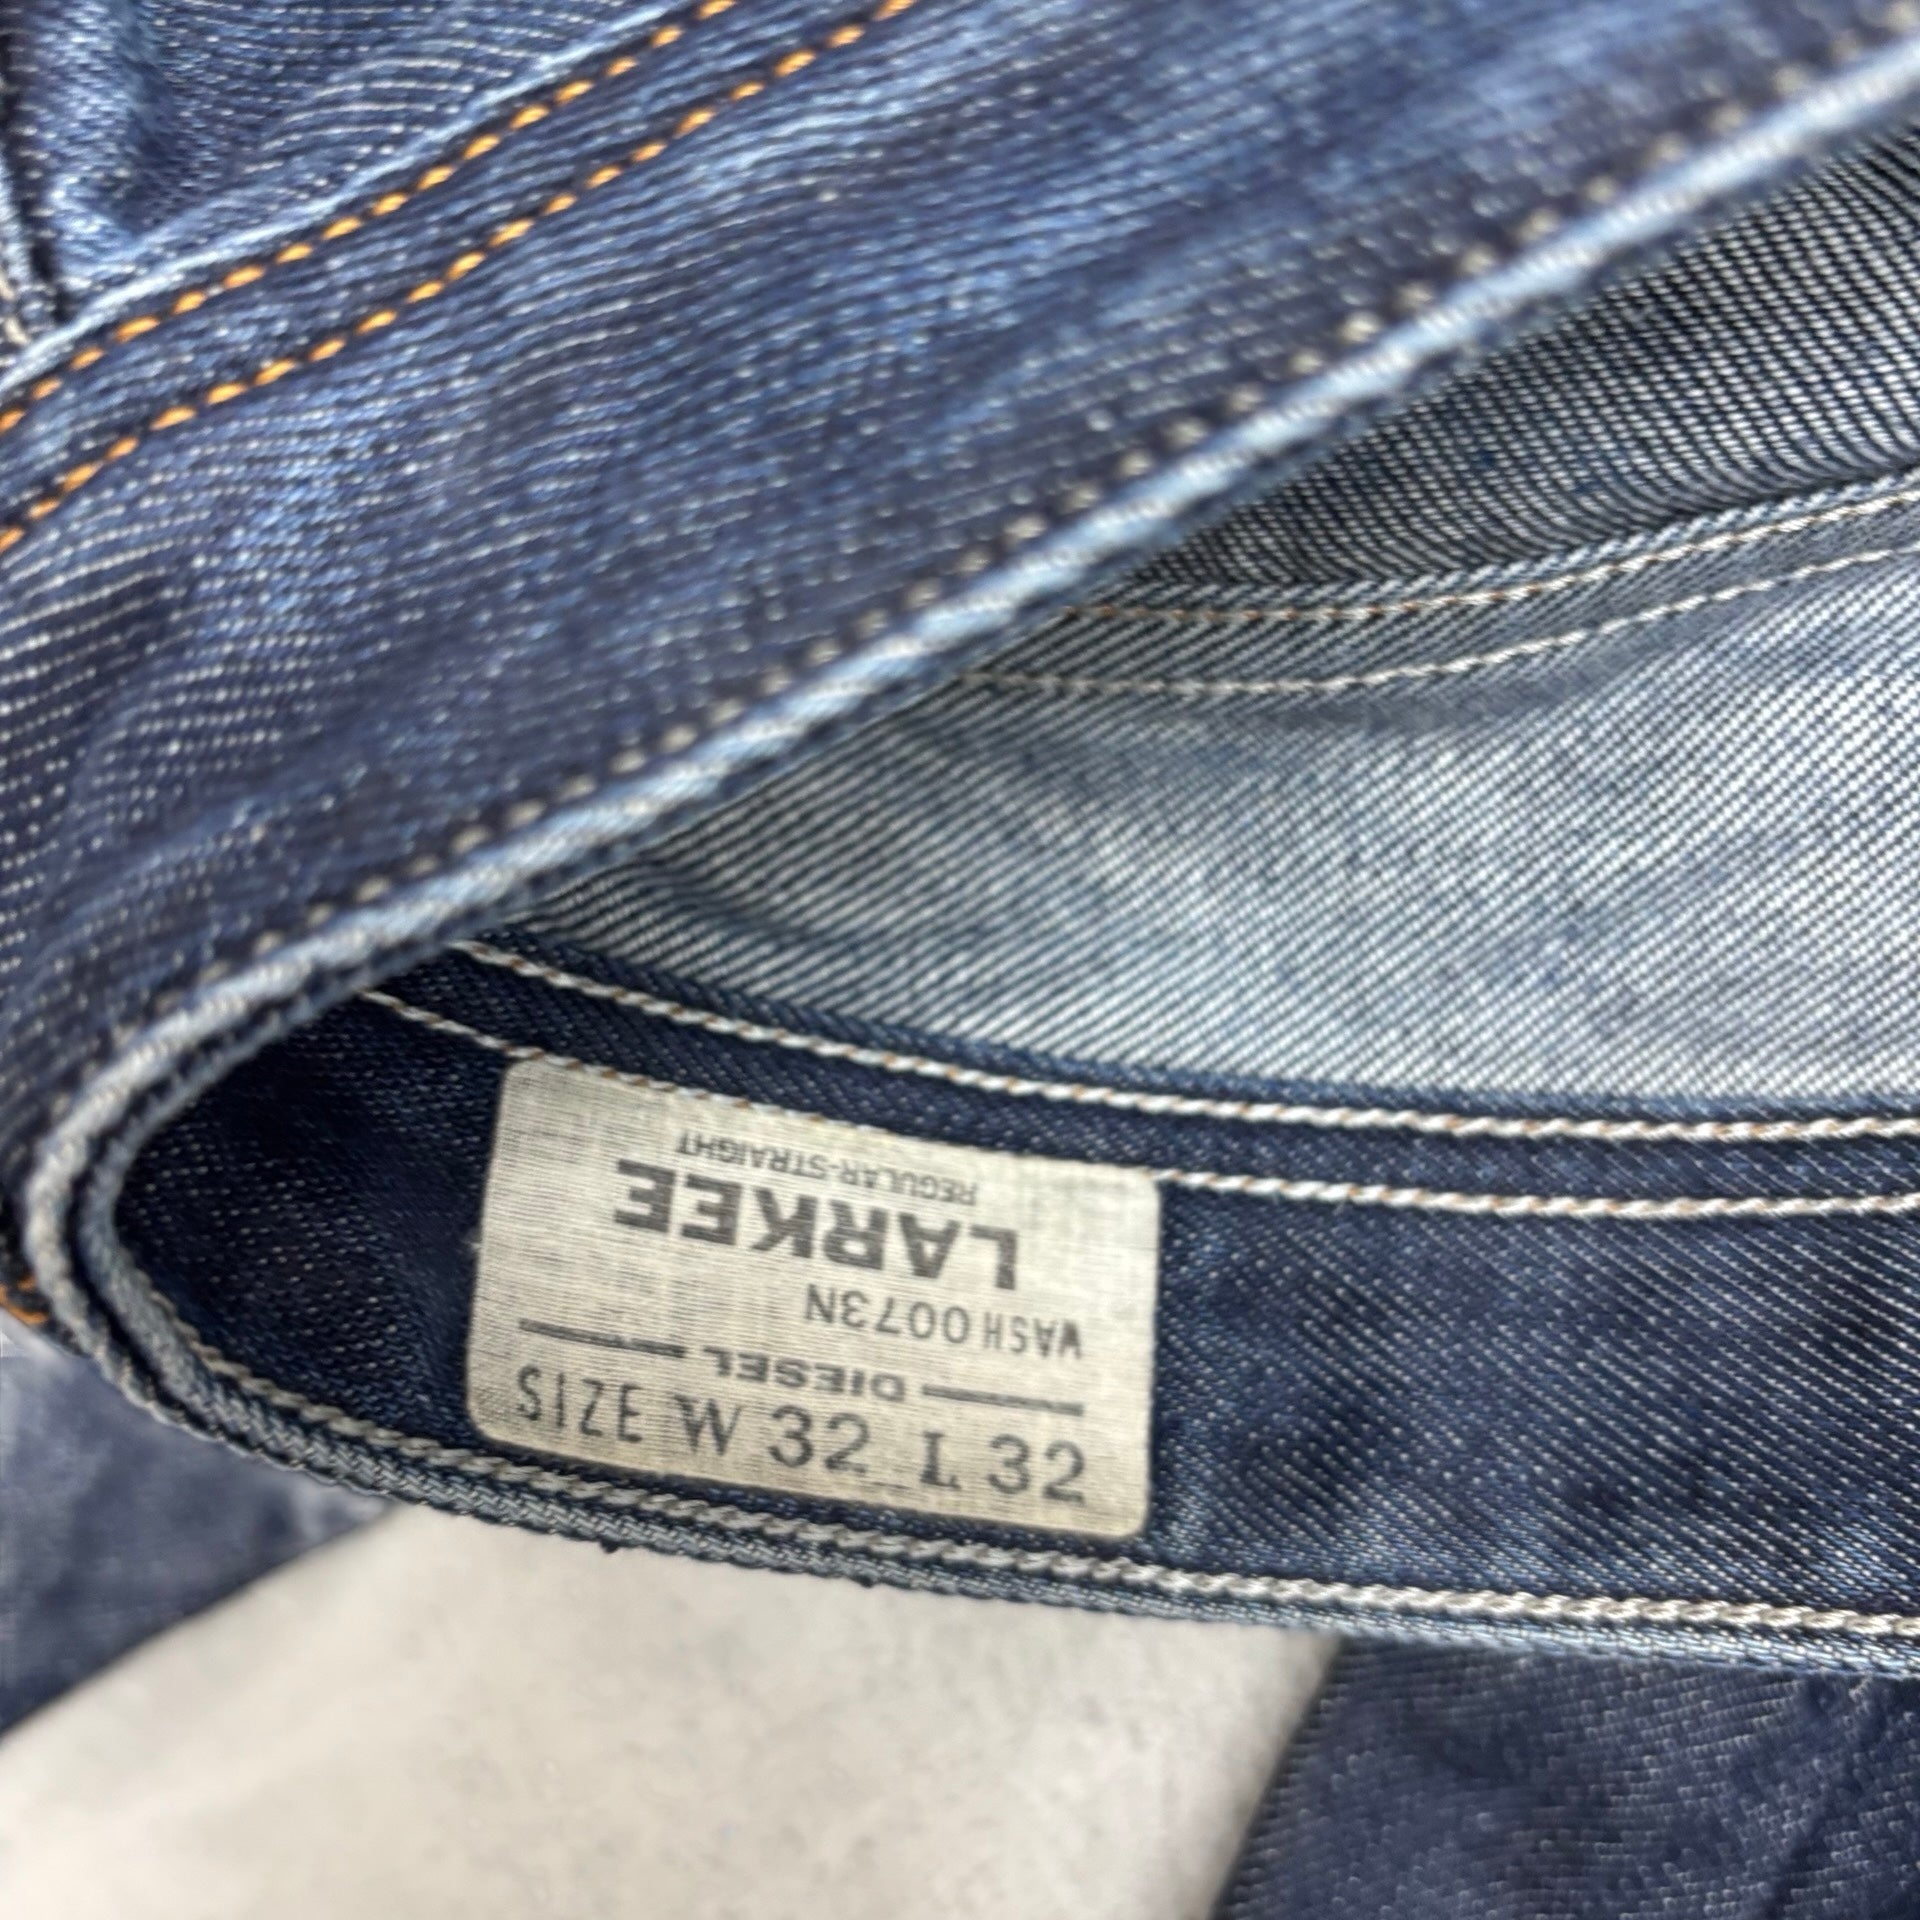 SIZE W 32 L 32
DIESEL
WASH 0073N
LARKEE
REGULAR-STRAIGHT